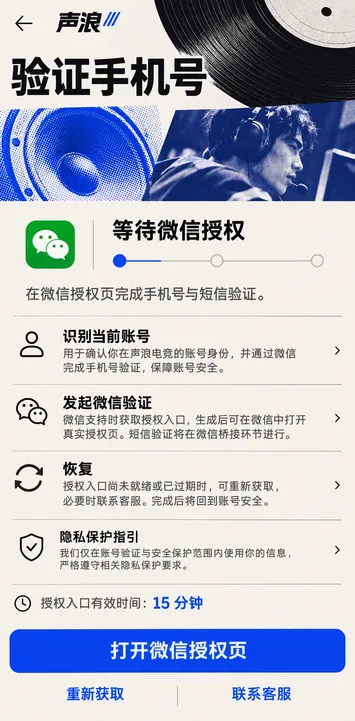 声浪
验证手机号
等待微信授权
在微信授权页完成手机号与短信验证。
识别当前账号
用于确认你在声浪电竞的账号身份，并通过微信
完成手机号验证，保障账号安全。
发起微信验证
微信支持时获取授权入口，生成后可在微信中打开
真实授权页。短信验证将在微信桥接环节进行。
恢复
授权入口尚未就绪或已过期时，可重新获取，
必要时联系客服。完成后将回到账号安全。
隐私保护指引
我们仅在账号验证与安全保护范围内使用你的信息，
严格遵守相关隐私保护要求。
授权入口有效时间：15 分钟
打开微信授权页
重新获取
联系客服